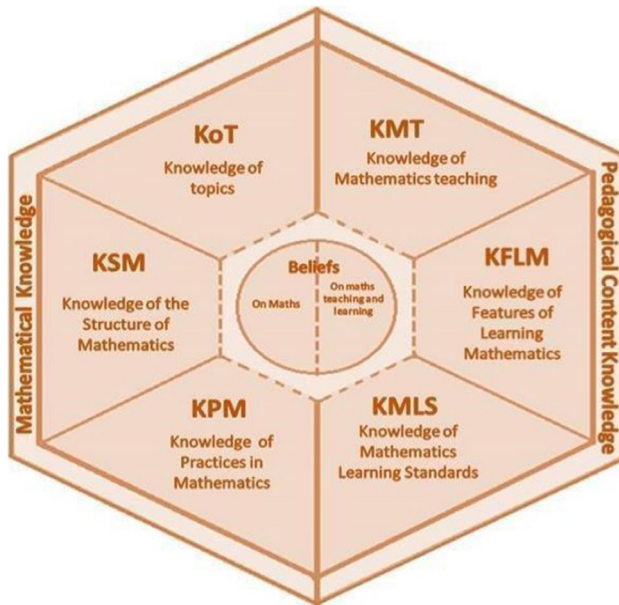 KoT
Knowledge of
topics
KMT
Knowledge of
Mathematics teaching
Mathematical Knowledge
KSM
Knowledge of the
Structure of
Mathematics
Beliefs
On Maths
On maths
teaching and
learning
KFLM
Knowledge of
Features of
Learning
Mathematics
Pedagogical Content Knowledge
KPM
Knowledge of
Practices in
Mathematics
KMLS
Knowledge of
Mathematics
Learning Standards